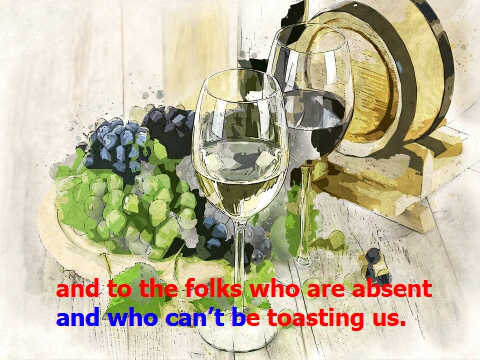 and to the folks who are absent
and who can’t be toasting us.